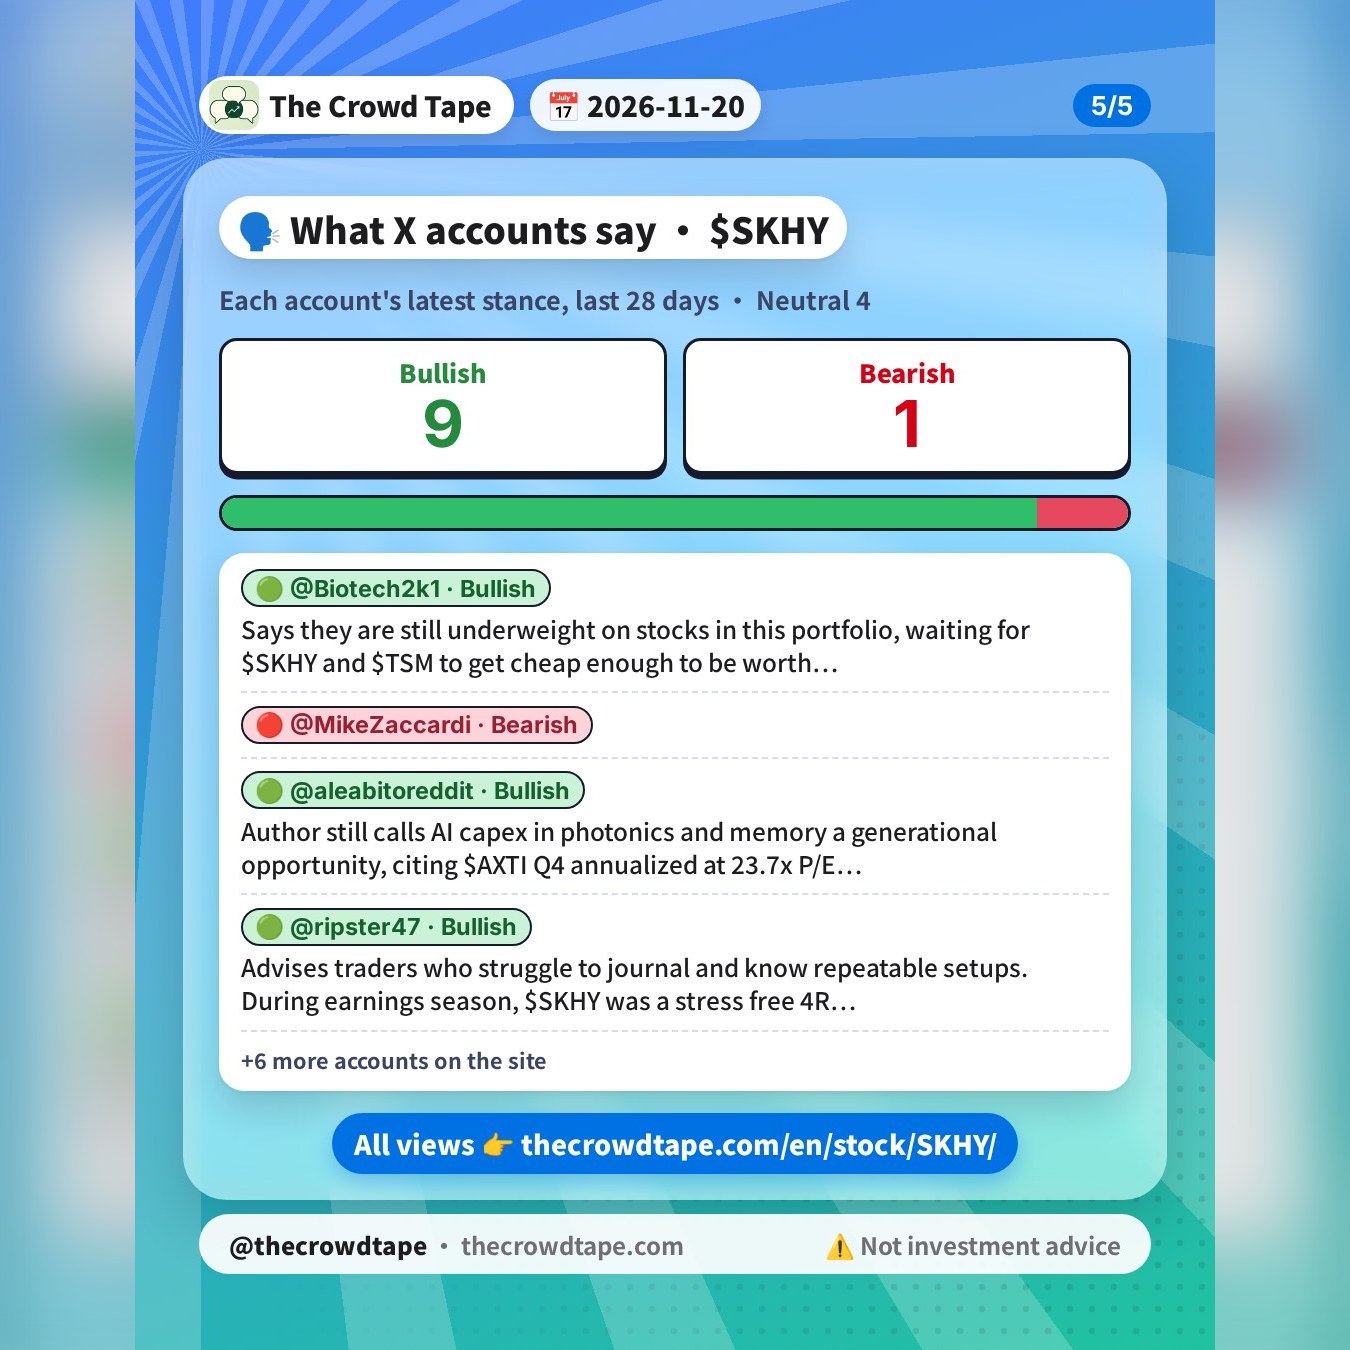 The Crowd Tape
📅 2026-11-20
5/5
🗣️ What X accounts say • $SKHY
Each account's latest stance, last 28 days • Neutral 4
Bullish
9
Bearish
1
🟢 @Biotech2k1 · Bullish
Says they are still underweight on stocks in this portfolio, waiting for
$SKHY and $TSM to get cheap enough to be worth…
🔴 @MikeZaccardi · Bearish
🟢 @aleabitoreddit · Bullish
Author still calls AI capex in photonics and memory a generational
opportunity, citing $AXTI Q4 annualized at 23.7x P/E…
🟢 @ripster47 · Bullish
Advises traders who struggle to journal and know repeatable setups.
During earnings season, $SKHY was a stress free 4R…
+6 more accounts on the site
All views 👉 thecrowdtape.com/en/stock/SKHY/
@thecrowdtape • thecrowdtape.com
⚠️ Not investment advice